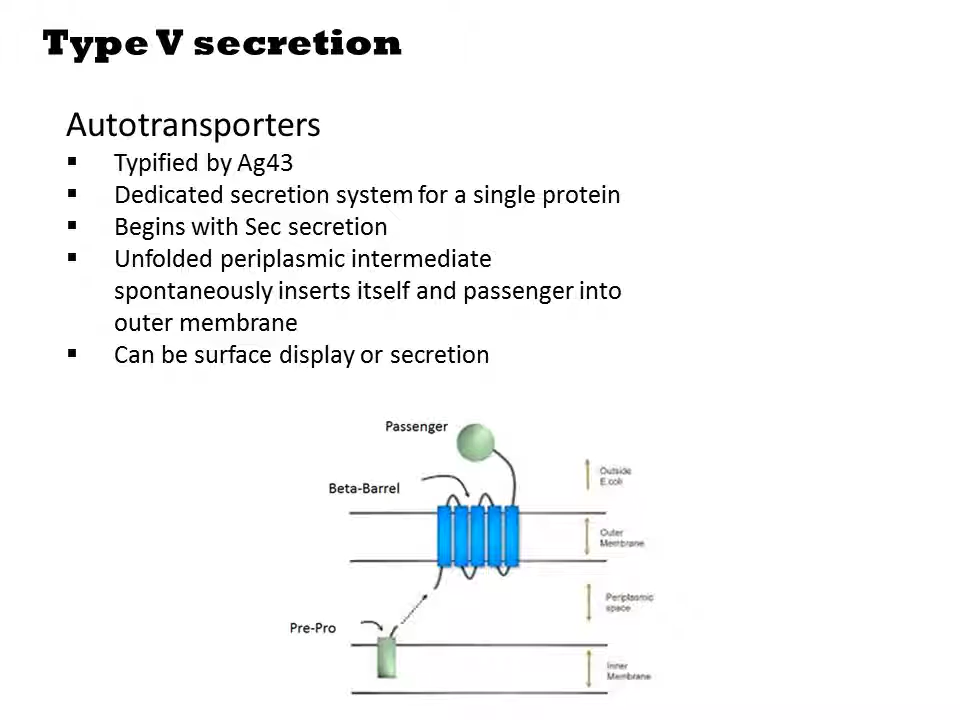 Type V secretion
Autotransporters
▪ Typified by Ag43
▪ Dedicated secretion system for a single protein
▪ Begins with Sec secretion
▪ Unfolded periplasmic intermediate
spontaneously inserts itself and passenger into
outer membrane
▪ Can be surface display or secretion
Passenger
Outside
E.coli
Beta-Barrel
Outer
Membrane
Periplasmic
space
Pre-Pro
Inner
Membrane